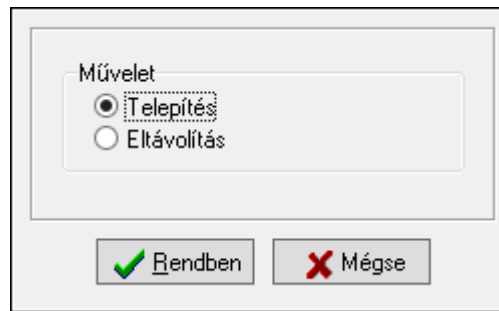 Művelet
Telepítés
Eltávolítás
Rendben
Mégse